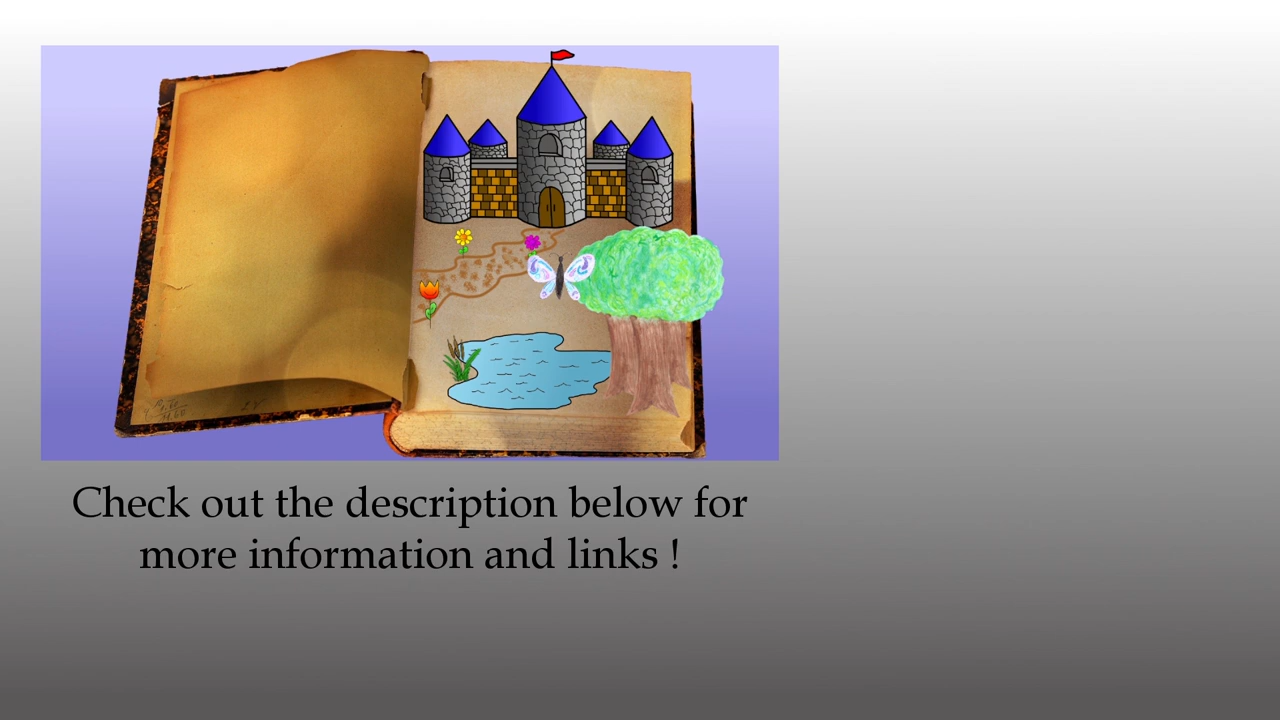 Check out the description below for
more information and links !